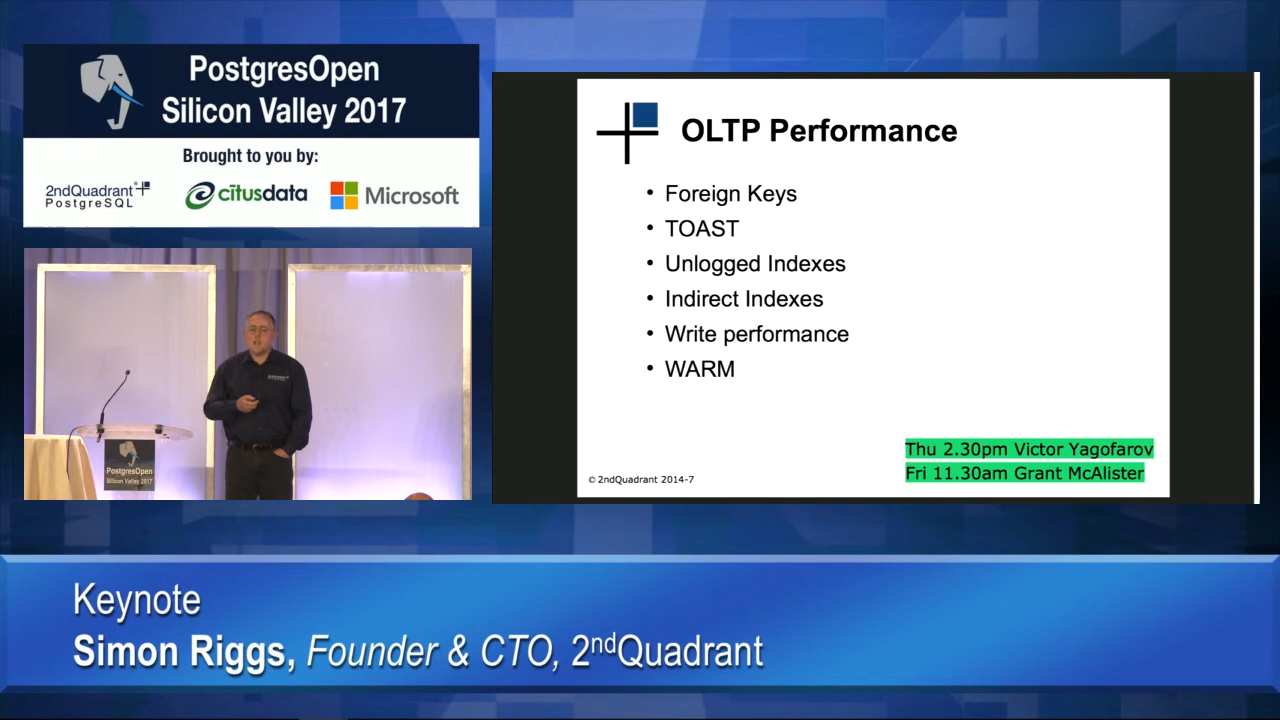 PostgresOpen
Silicon Valley 2017
Brought to you by:
2ndQuadrant®
PostgreSQL
citusdata
Microsoft
PostgresOpen
Silicon Valley 2017
OLTP Performance
• Foreign Keys
• TOAST
• Unlogged Indexes
• Indirect Indexes
• Write performance
• WARM
Thu 2.30pm Victor Yagofarov
Fri 11.30am Grant McAlister
© 2ndQuadrant 2014-7
Keynote
Simon Riggs, Founder & CTO, 2ndQuadrant